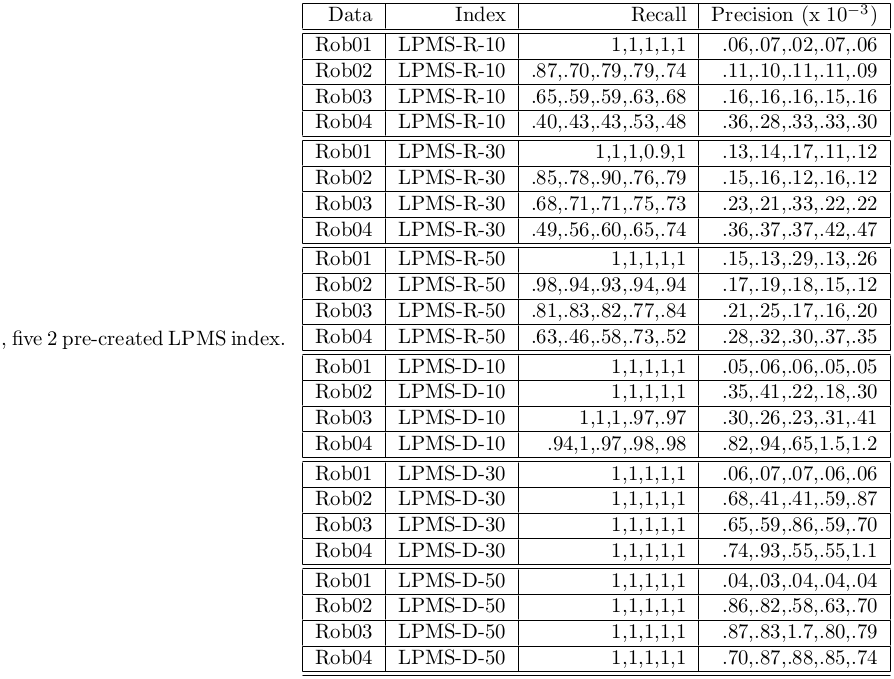 , five 2 pre-created LPMS index.
Data Index Recall Precision (x 10⁻³)
Rob01 LPMS-R-10 1,1,1,1,1 .06,.07,.02,.07,.06
Rob02 LPMS-R-10 .87,.70,.79,.79,.74 .11,.10,.11,.11,.09
Rob03 LPMS-R-10 .65,.59,.59,.63,.68 .16,.16,.16,.15,.16
Rob04 LPMS-R-10 .40,.43,.43,.53,.48 .36,.28,.33,.33,.30
Rob01 LPMS-R-30 1,1,1,0.9,1 .13,.14,.17,.11,.12
Rob02 LPMS-R-30 .85,.78,.90,.76,.79 .15,.16,.12,.16,.12
Rob03 LPMS-R-30 .68,.71,.71,.75,.73 .23,.21,.33,.22,.22
Rob04 LPMS-R-30 .49,.56,.60,.65,.74 .36,.37,.37,.42,.47
Rob01 LPMS-R-50 1,1,1,1,1 .15,.13,.29,.13,.26
Rob02 LPMS-R-50 .98,.94,.93,.94,.94 .17,.19,.18,.15,.12
Rob03 LPMS-R-50 .81,.83,.82,.77,.84 .21,.25,.17,.16,.20
Rob04 LPMS-R-50 .63,.46,.58,.73,.52 .28,.32,.30,.37,.35
Rob01 LPMS-D-10 1,1,1,1,1 .05,.06,.06,.05,.05
Rob02 LPMS-D-10 1,1,1,1,1 .35,.41,.22,.18,.30
Rob03 LPMS-D-10 1,1,1,.97,.97 .30,.26,.23,.31,.41
Rob04 LPMS-D-10 .94,1,.97,.98,.98 .82,.94,.65,1.5,1.2
Rob01 LPMS-D-30 1,1,1,1,1 .06,.07,.07,.06,.06
Rob02 LPMS-D-30 1,1,1,1,1 .68,.41,.41,.59,.87
Rob03 LPMS-D-30 1,1,1,1,1 .65,.59,.86,.59,.70
Rob04 LPMS-D-30 1,1,1,1,1 .74,.93,.55,.55,1.1
Rob01 LPMS-D-50 1,1,1,1,1 .04,.03,.04,.04,.04
Rob02 LPMS-D-50 1,1,1,1,1 .86,.82,.58,.63,.70
Rob03 LPMS-D-50 1,1,1,1,1 .87,.83,1.7,.80,.79
Rob04 LPMS-D-50 1,1,1,1,1 .70,.87,.88,.85,.74